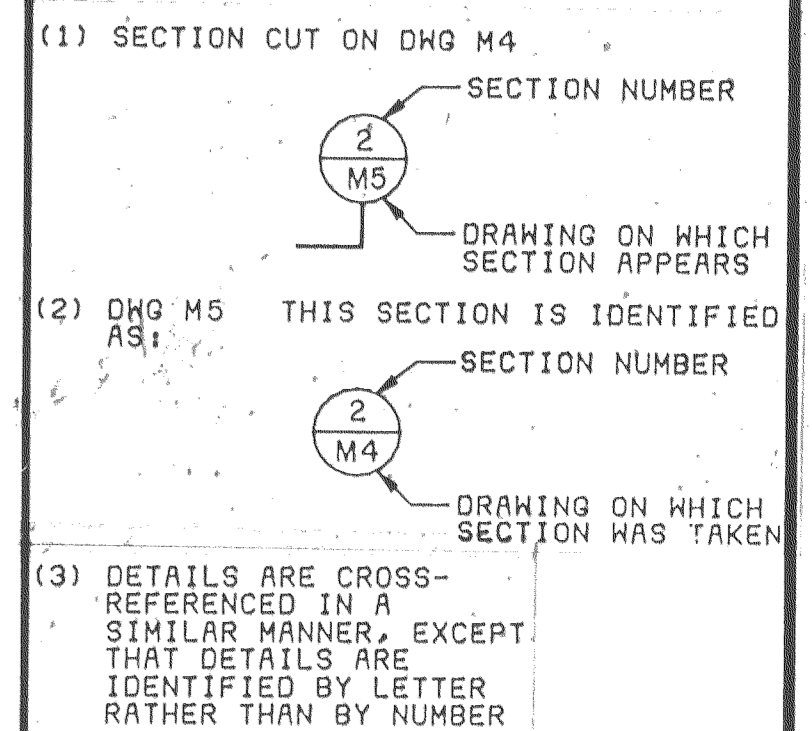 (1) SECTION CUT ON DWG M4
SECTION NUMBER
2
M5
DRAWING ON WHICH
SECTION APPEARS
(2) DWG M5 THIS SECTION IS IDENTIFIED
AS:
SECTION NUMBER
2
M4
DRAWING ON WHICH
SECTION WAS TAKEN
(3) DETAILS ARE CROSS-
REFERENCED IN A
SIMILAR MANNER, EXCEPT
THAT DETAILS ARE
IDENTIFIED BY LETTER
RATHER THAN BY NUMBER